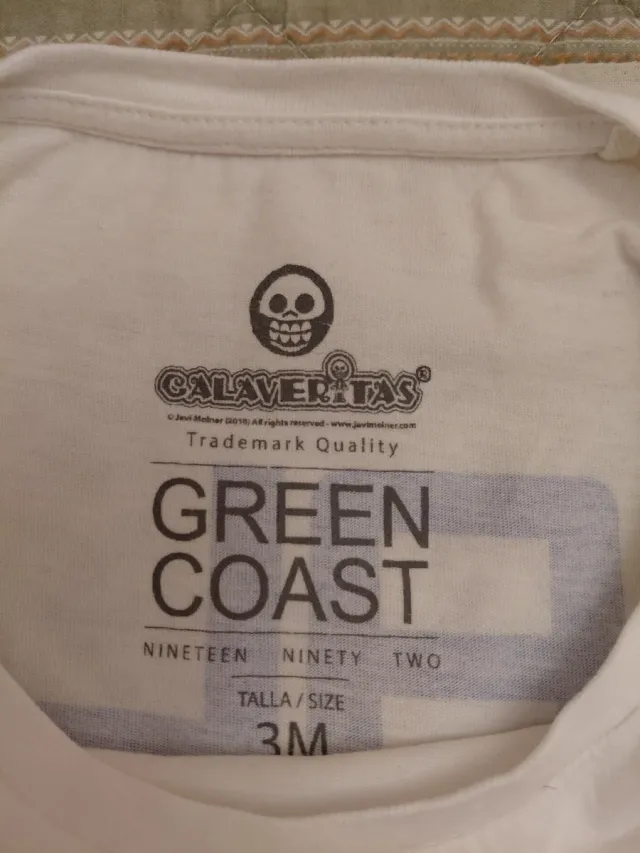 CALAVERITAS®
© Javi Molner (2010) All rights reserved - www.javimolner.com
Trademark Quality
GREEN
COAST
NINETEEN NINETY TWO
TALLA / SIZE
3M